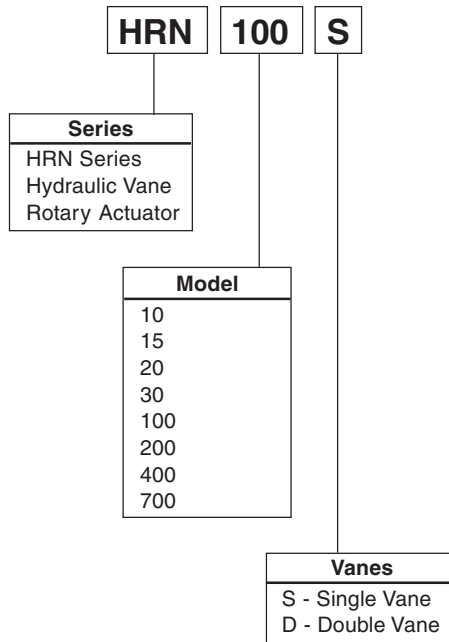 HRN 100 S
Series
HRN Series
Hydraulic Vane
Rotary Actuator
Model
10
15
20
30
100
200
400
700
Vanes
S - Single Vane
D - Double Vane